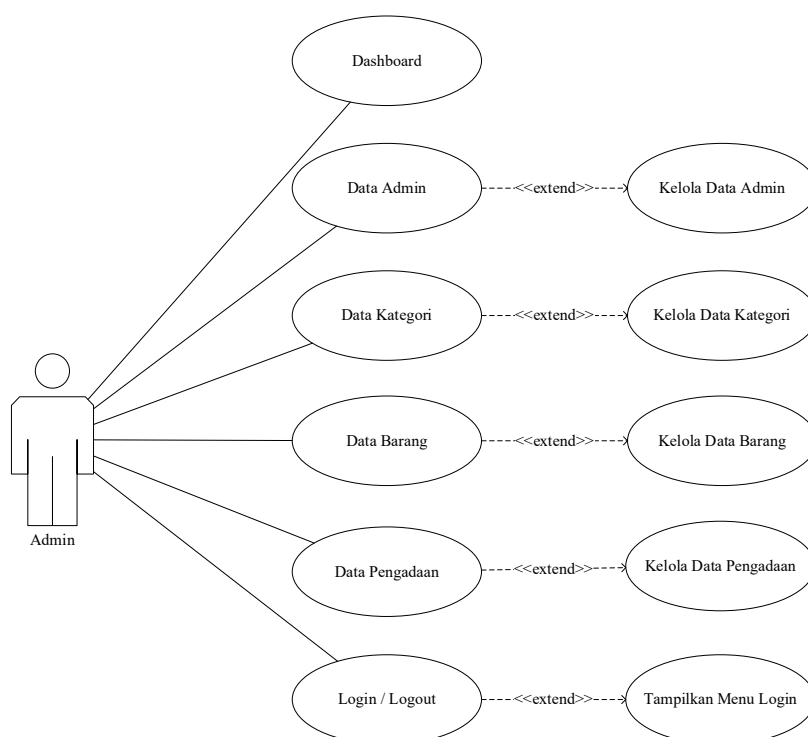 Dashboard
Data Admin
<<extend>>
Kelola Data Admin
Data Kategori
<<extend>>
Kelola Data Kategori
Data Barang
<<extend>>
Kelola Data Barang
Admin
Data Pengadaan
<<extend>>
Kelola Data Pengadaan
Login / Logout
<<extend>>
Tampilkan Menu Login